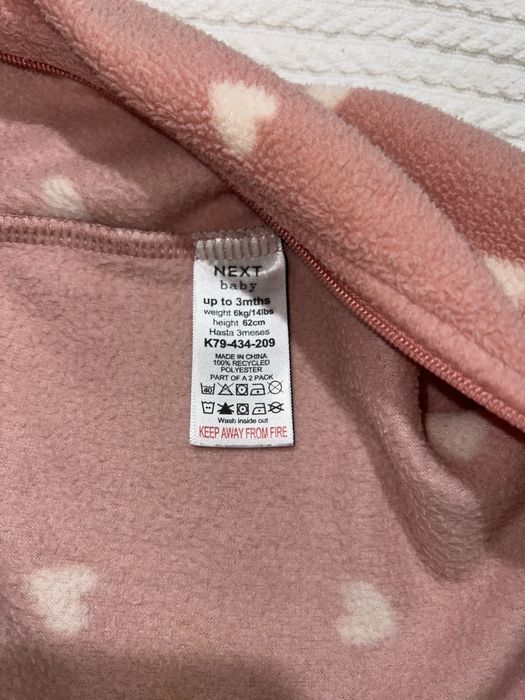 NEXT
baby
up to 3mths
weight 6kg/14lbs
height 62cm
Hasta 3meses
K79-434-209
MADE IN CHINA
100% RECYCLED
POLYESTER
PART OF A 2 PACK
40
Wash inside out
KEEP AWAY FROM FIRE